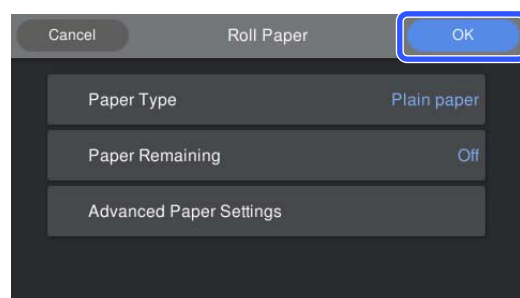 Cancel Roll Paper OK
Paper Type Plain paper
Paper Remaining Off
Advanced Paper Settings